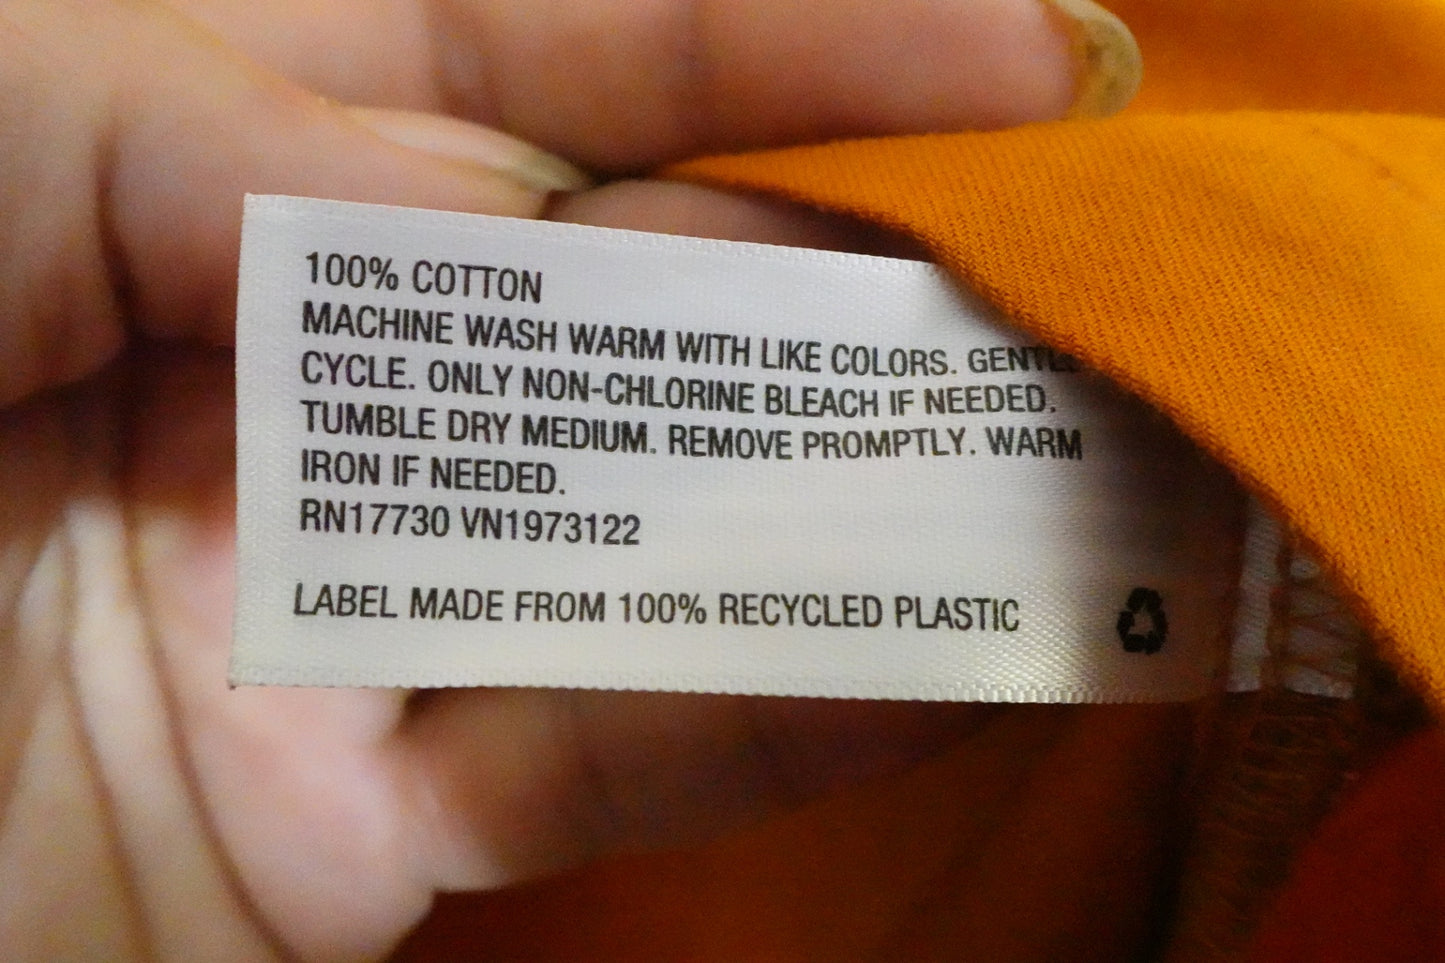 100% COTTON
MACHINE WASH WARM WITH LIKE COLORS. GENTLE
CYCLE. ONLY NON-CHLORINE BLEACH IF NEEDED.
TUMBLE DRY MEDIUM. REMOVE PROMPTLY. WARM
IRON IF NEEDED.
RN17730 VN1973122
LABEL MADE FROM 100% RECYCLED PLASTIC